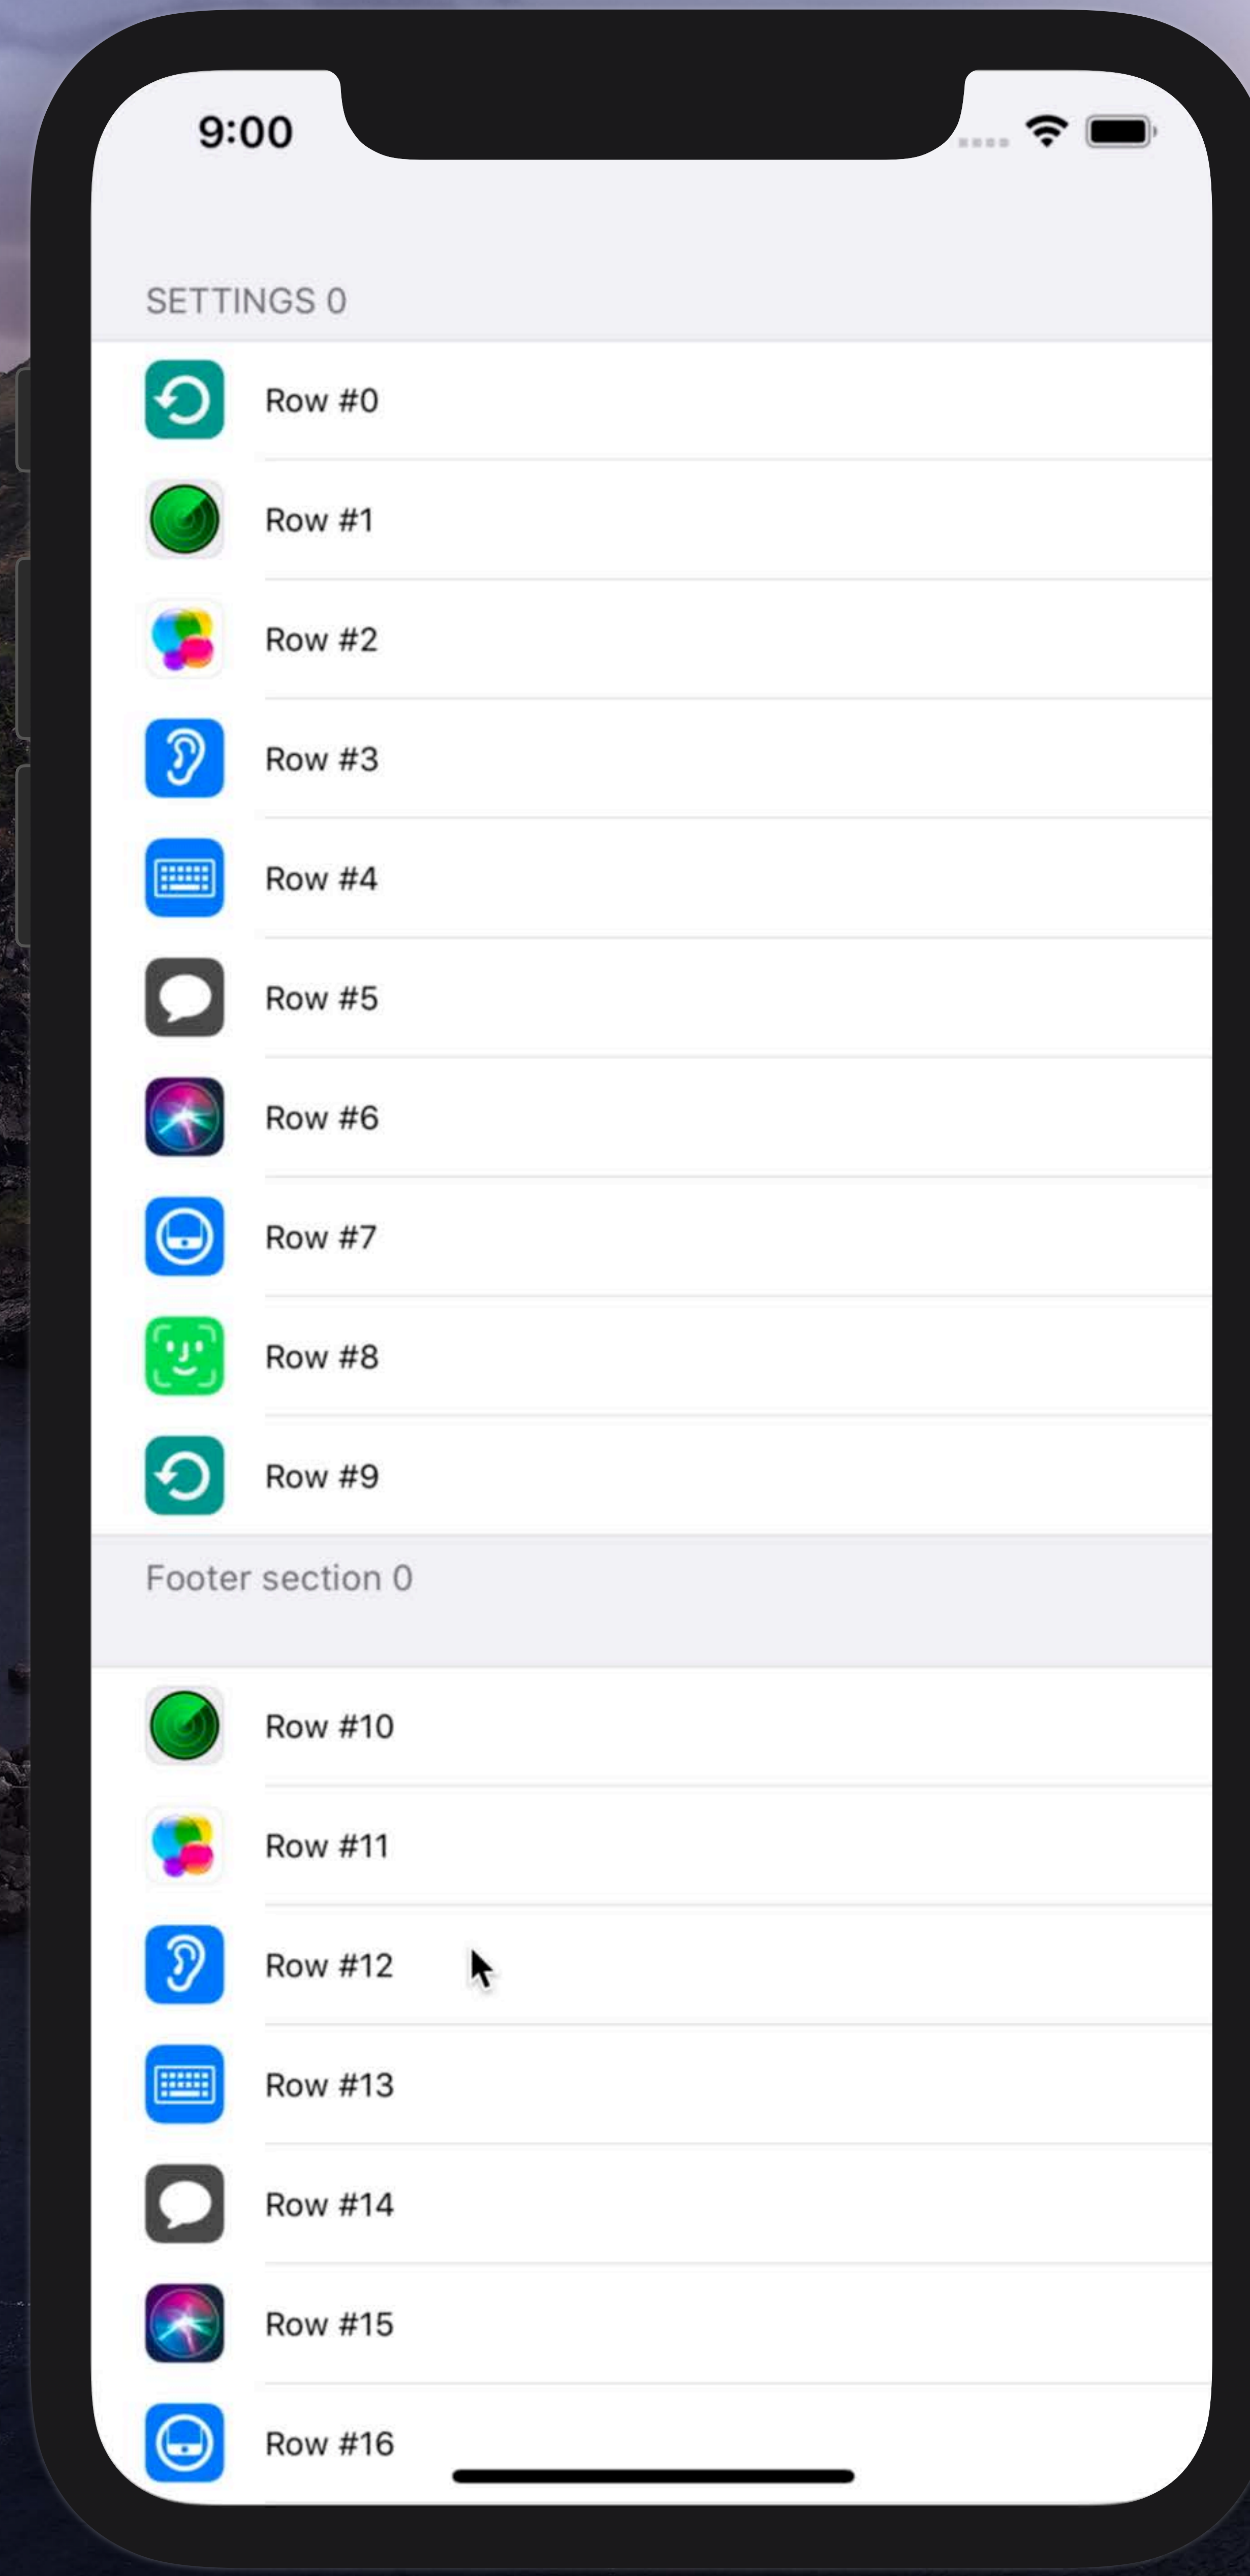 9:00
SETTINGS 0
Row #0
Row #1
Row #2
Row #3
Row #4
Row #5
Row #6
Row #7
Row #8
Row #9
Footer section 0
Row #10
Row #11
Row #12
Row #13
Row #14
Row #15
Row #16